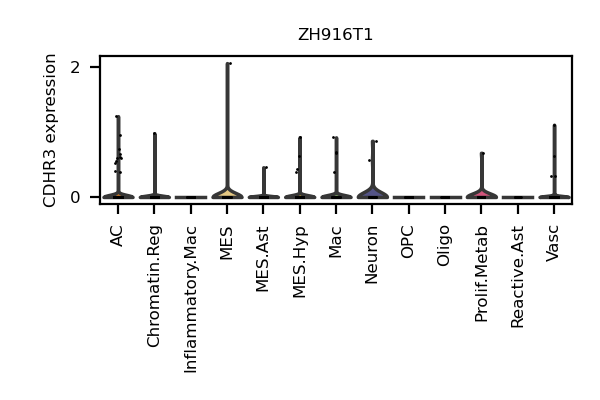 ZH916T1
CDHR3 expression
2
0
AC
Chromatin.Reg
Inflammatory.Mac
MES
MES.Ast
MES.Hyp
Mac
Neuron
OPC
Oligo
Prolif.Metab
Reactive.Ast
Vasc